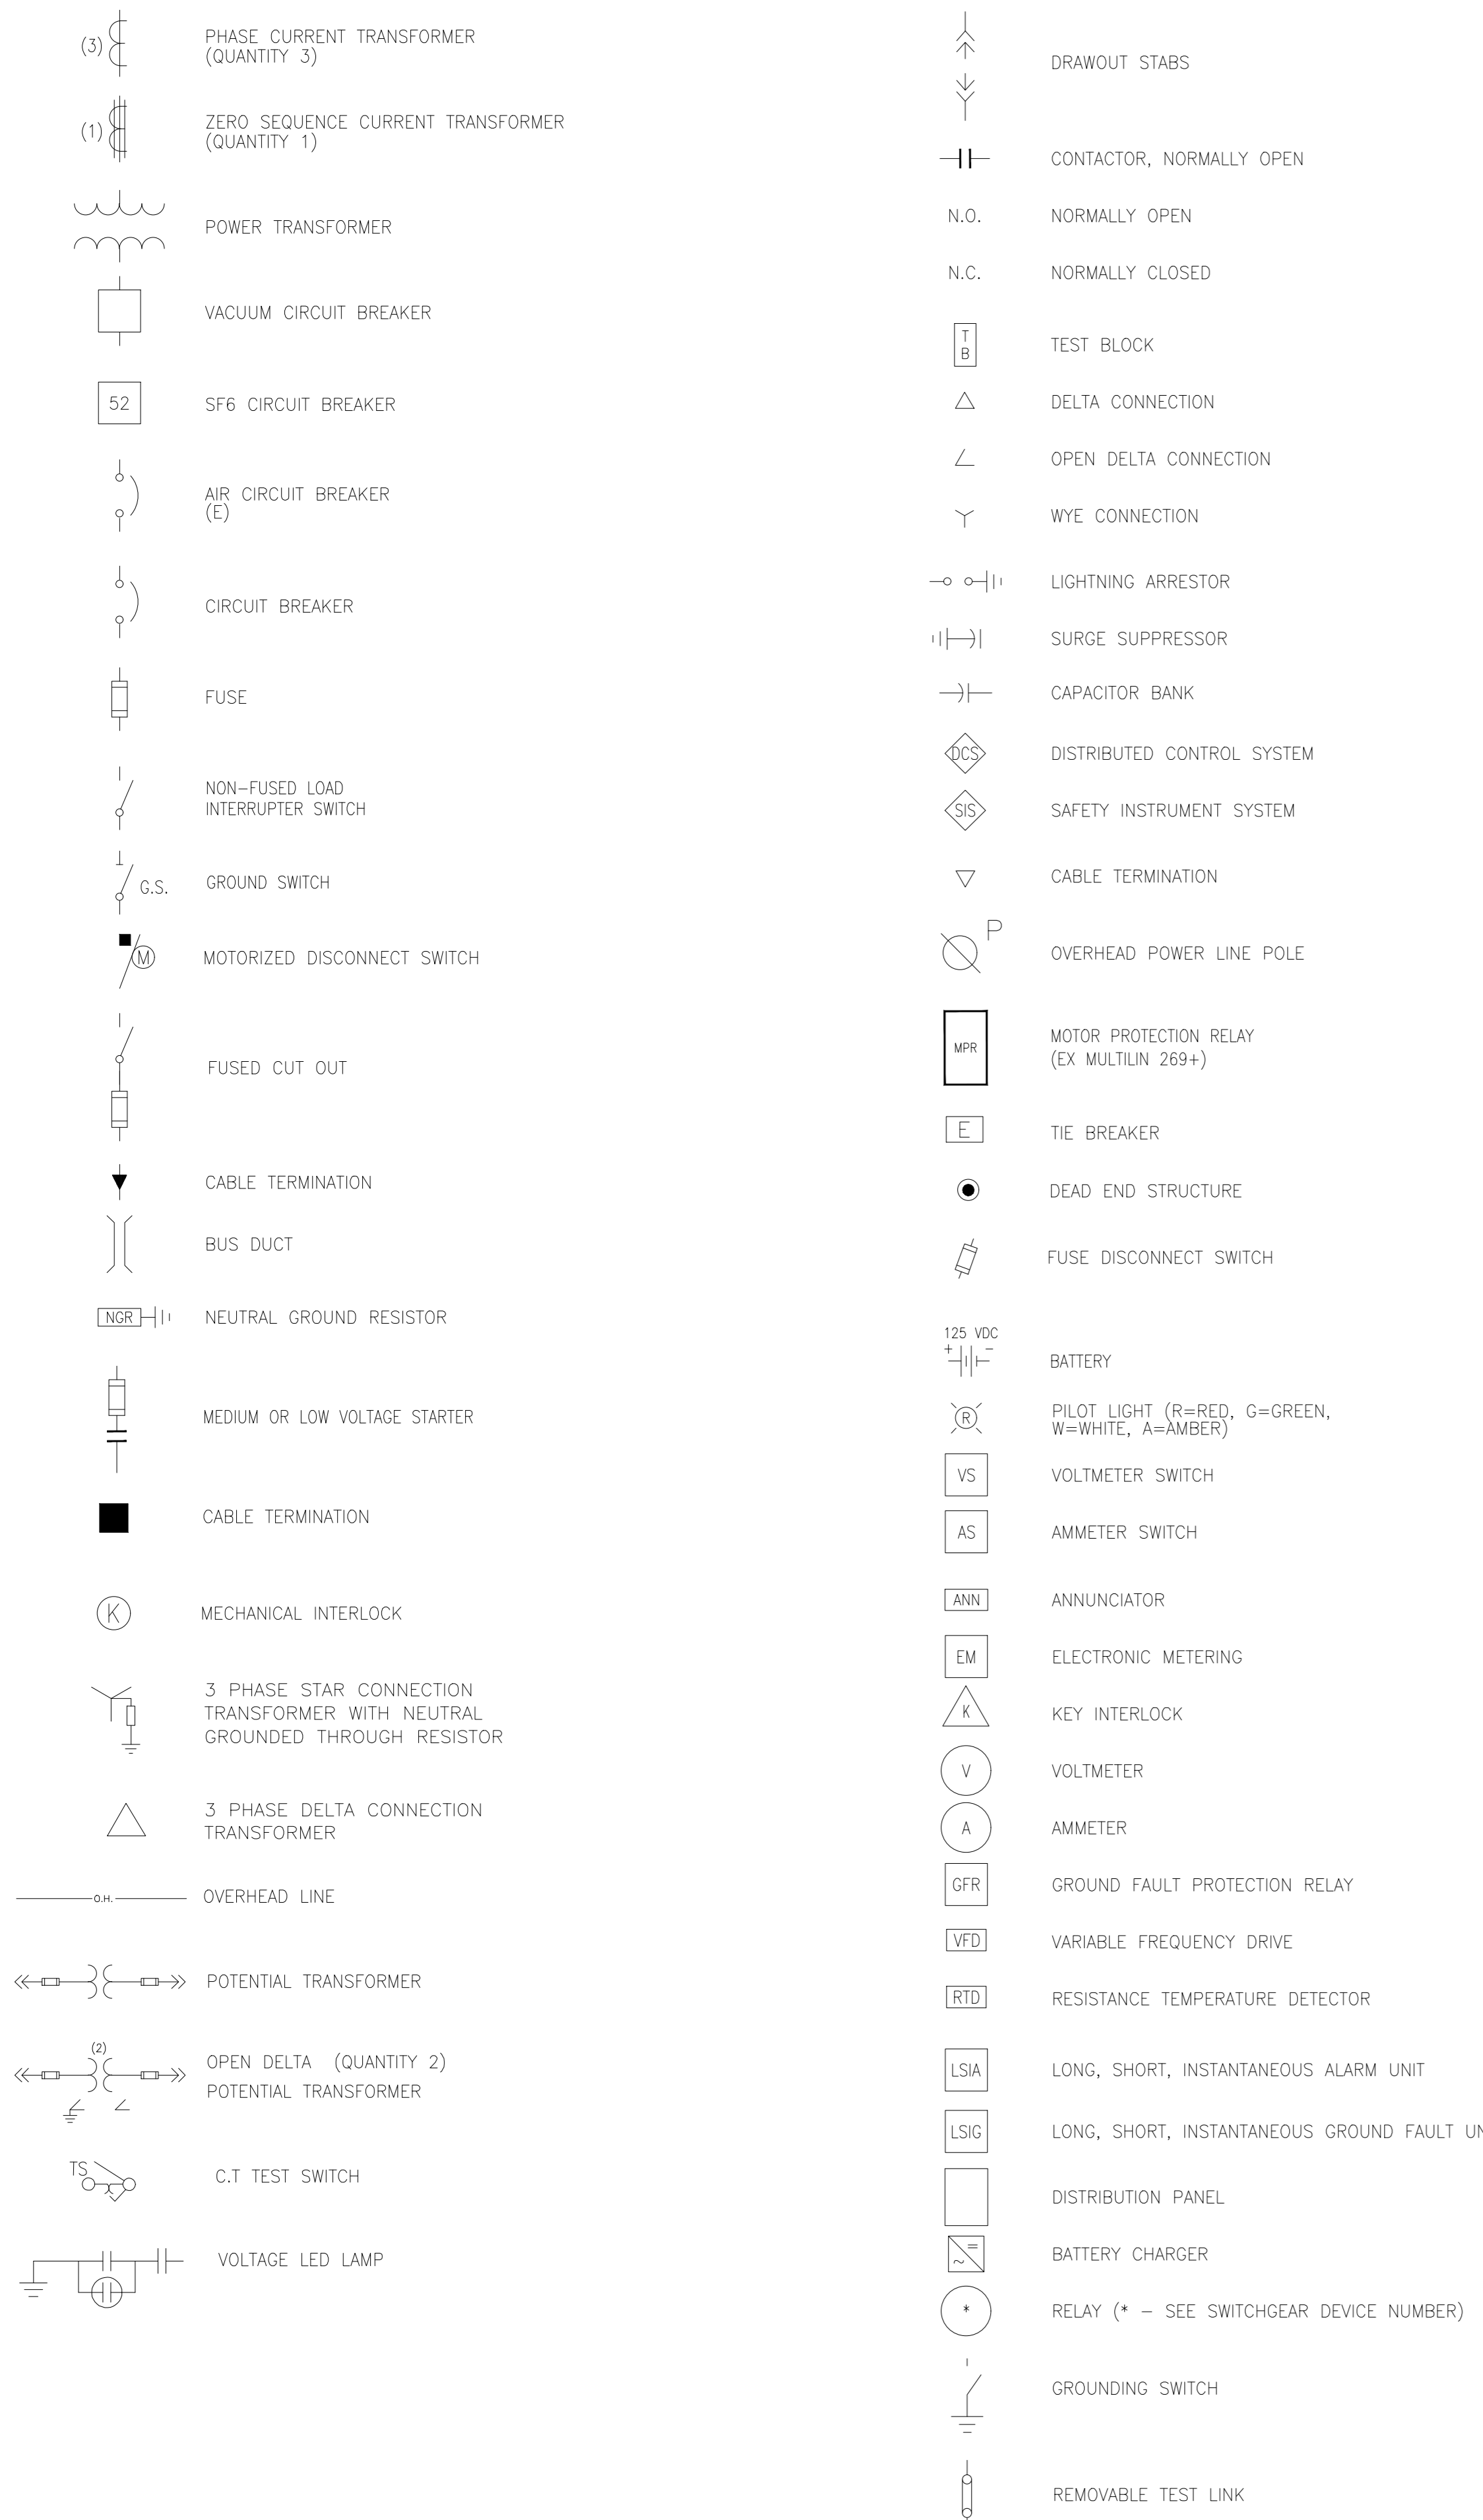 (3)
PHASE CURRENT TRANSFORMER
(QUANTITY 3)
(1)
ZERO SEQUENCE CURRENT TRANSFORMER
(QUANTITY 1)
POWER TRANSFORMER
VACUUM CIRCUIT BREAKER
52
SF6 CIRCUIT BREAKER
AIR CIRCUIT BREAKER
(E)
CIRCUIT BREAKER
FUSE
NON-FUSED LOAD
INTERRUPTER SWITCH
G.S.
GROUND SWITCH
M
MOTORIZED DISCONNECT SWITCH
FUSED CUT OUT
CABLE TERMINATION
BUS DUCT
NGR
NEUTRAL GROUND RESISTOR
MEDIUM OR LOW VOLTAGE STARTER
CABLE TERMINATION
K
MECHANICAL INTERLOCK
3 PHASE STAR CONNECTION
TRANSFORMER WITH NEUTRAL
GROUNDED THROUGH RESISTOR
3 PHASE DELTA CONNECTION
TRANSFORMER
O.H.
OVERHEAD LINE
POTENTIAL TRANSFORMER
(2)
OPEN DELTA (QUANTITY 2)
POTENTIAL TRANSFORMER
TS
C.T TEST SWITCH
VOLTAGE LED LAMP
DRAWOUT STABS
CONTACTOR, NORMALLY OPEN
N.O.
NORMALLY OPEN
N.C.
NORMALLY CLOSED
T
B
TEST BLOCK
DELTA CONNECTION
OPEN DELTA CONNECTION
WYE CONNECTION
LIGHTNING ARRESTOR
SURGE SUPPRESSOR
CAPACITOR BANK
DCS
DISTRIBUTED CONTROL SYSTEM
SIS
SAFETY INSTRUMENT SYSTEM
CABLE TERMINATION
P
OVERHEAD POWER LINE POLE
MPR
MOTOR PROTECTION RELAY
(EX MULTILIN 269+)
E
TIE BREAKER
DEAD END STRUCTURE
FUSE DISCONNECT SWITCH
125 VDC
+ -
BATTERY
R
PILOT LIGHT (R=RED, G=GREEN,
W=WHITE, A=AMBER)
VS
VOLTMETER SWITCH
AS
AMMETER SWITCH
ANN
ANNUNCIATOR
EM
ELECTRONIC METERING
K
KEY INTERLOCK
V
VOLTMETER
A
AMMETER
GFR
GROUND FAULT PROTECTION RELAY
VFD
VARIABLE FREQUENCY DRIVE
RTD
RESISTANCE TEMPERATURE DETECTOR
LSIA
LONG, SHORT, INSTANTANEOUS ALARM UNIT
LSIG
LONG, SHORT, INSTANTANEOUS GROUND FAULT
DISTRIBUTION PANEL
BATTERY CHARGER
*
RELAY (* - SEE SWITCHGEAR DEVICE NUMBER)
GROUNDING SWITCH
REMOVABLE TEST LINK